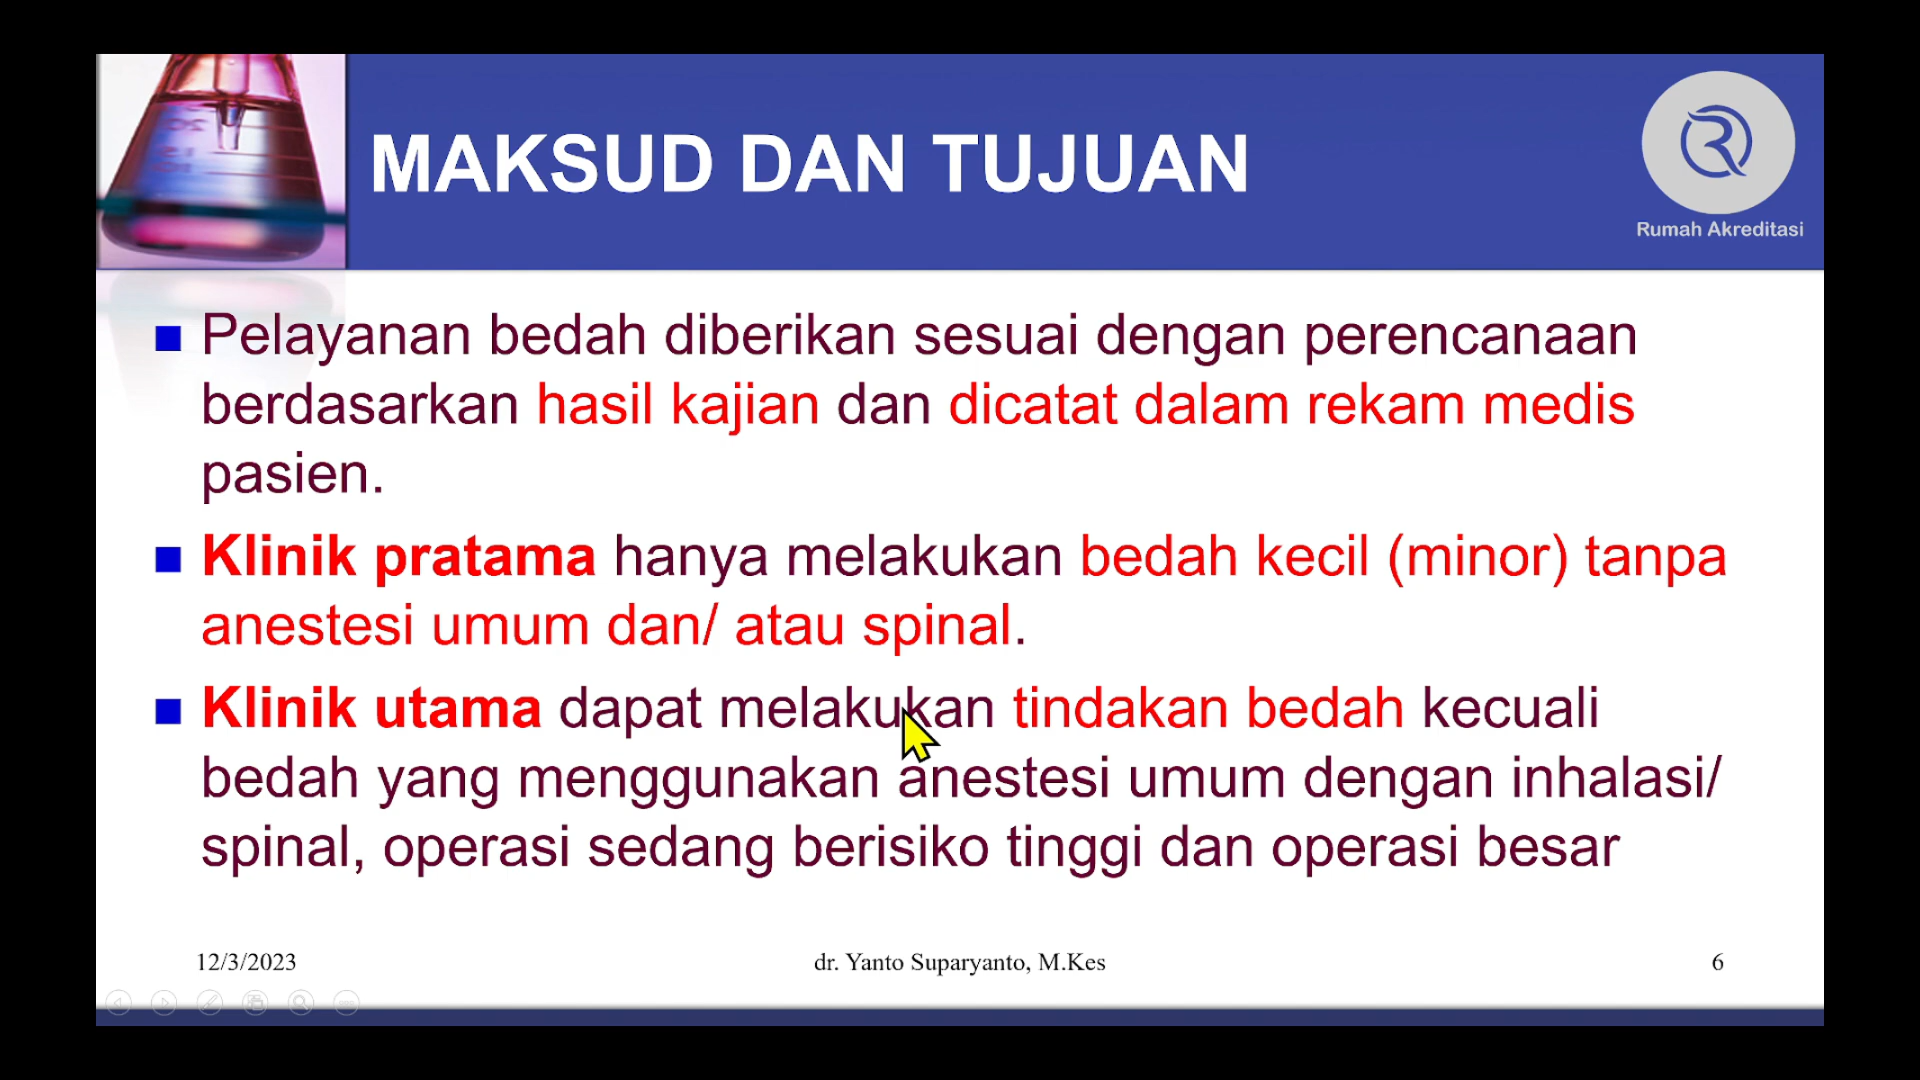 MAKSUD DAN TUJUAN
Rumah Akreditasi
Pelayanan bedah diberikan sesuai dengan perencanaan
berdasarkan hasil kajian dan dicatat dalam rekam medis
pasien.
Klinik pratama hanya melakukan bedah kecil (minor) tanpa
anestesi umum dan/ atau spinal.
Klinik utama dapat melakukan tindakan bedah kecuali
bedah yang menggunakan anestesi umum dengan inhalasi/
spinal, operasi sedang berisiko tinggi dan operasi besar
12/3/2023
dr. Yanto Suparyanto, M.Kes
6